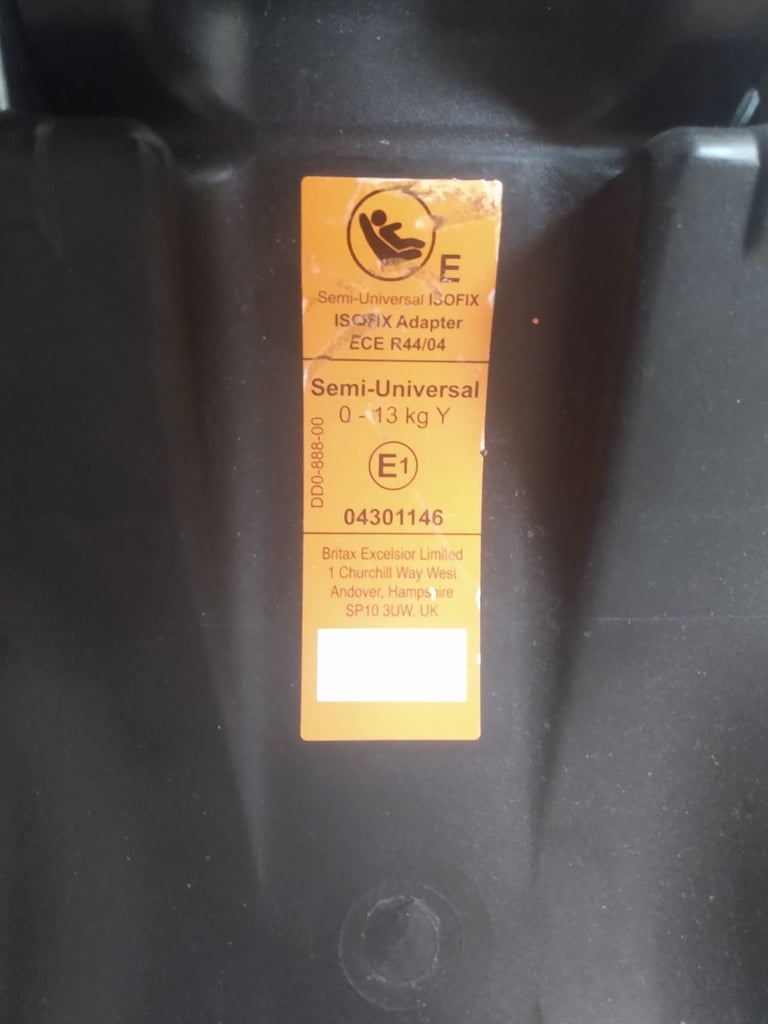 E
Semi-Universal ISOFIX
ISOFIX Adapter
ECE R44/04
Semi-Universal
0 - 13 kg Y
DD0-888-00
E1
04301146
Britax Excelsior Limited
1 Churchill Way West
Andover, Hampshire
SP10 3UW, UK